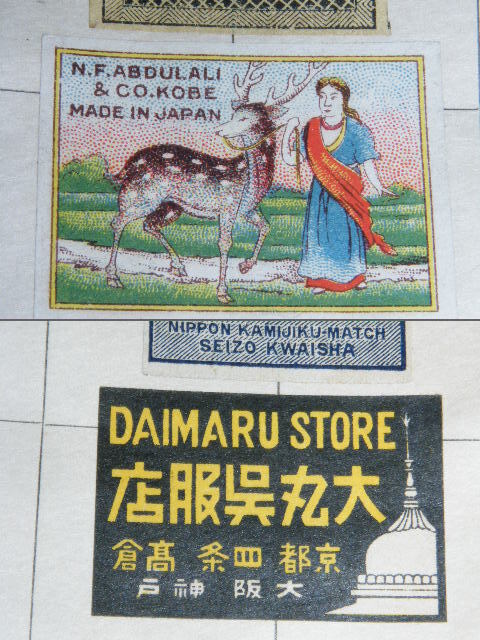 N.F.ABDULALI
& CO.KOBE
MADE IN JAPAN
NIPPON KAMIJIKU-MATCH
SEIZO KWAISHA
DAIMARU STORE
店服呉丸大
倉髙 条四 都京
戸神 阪大